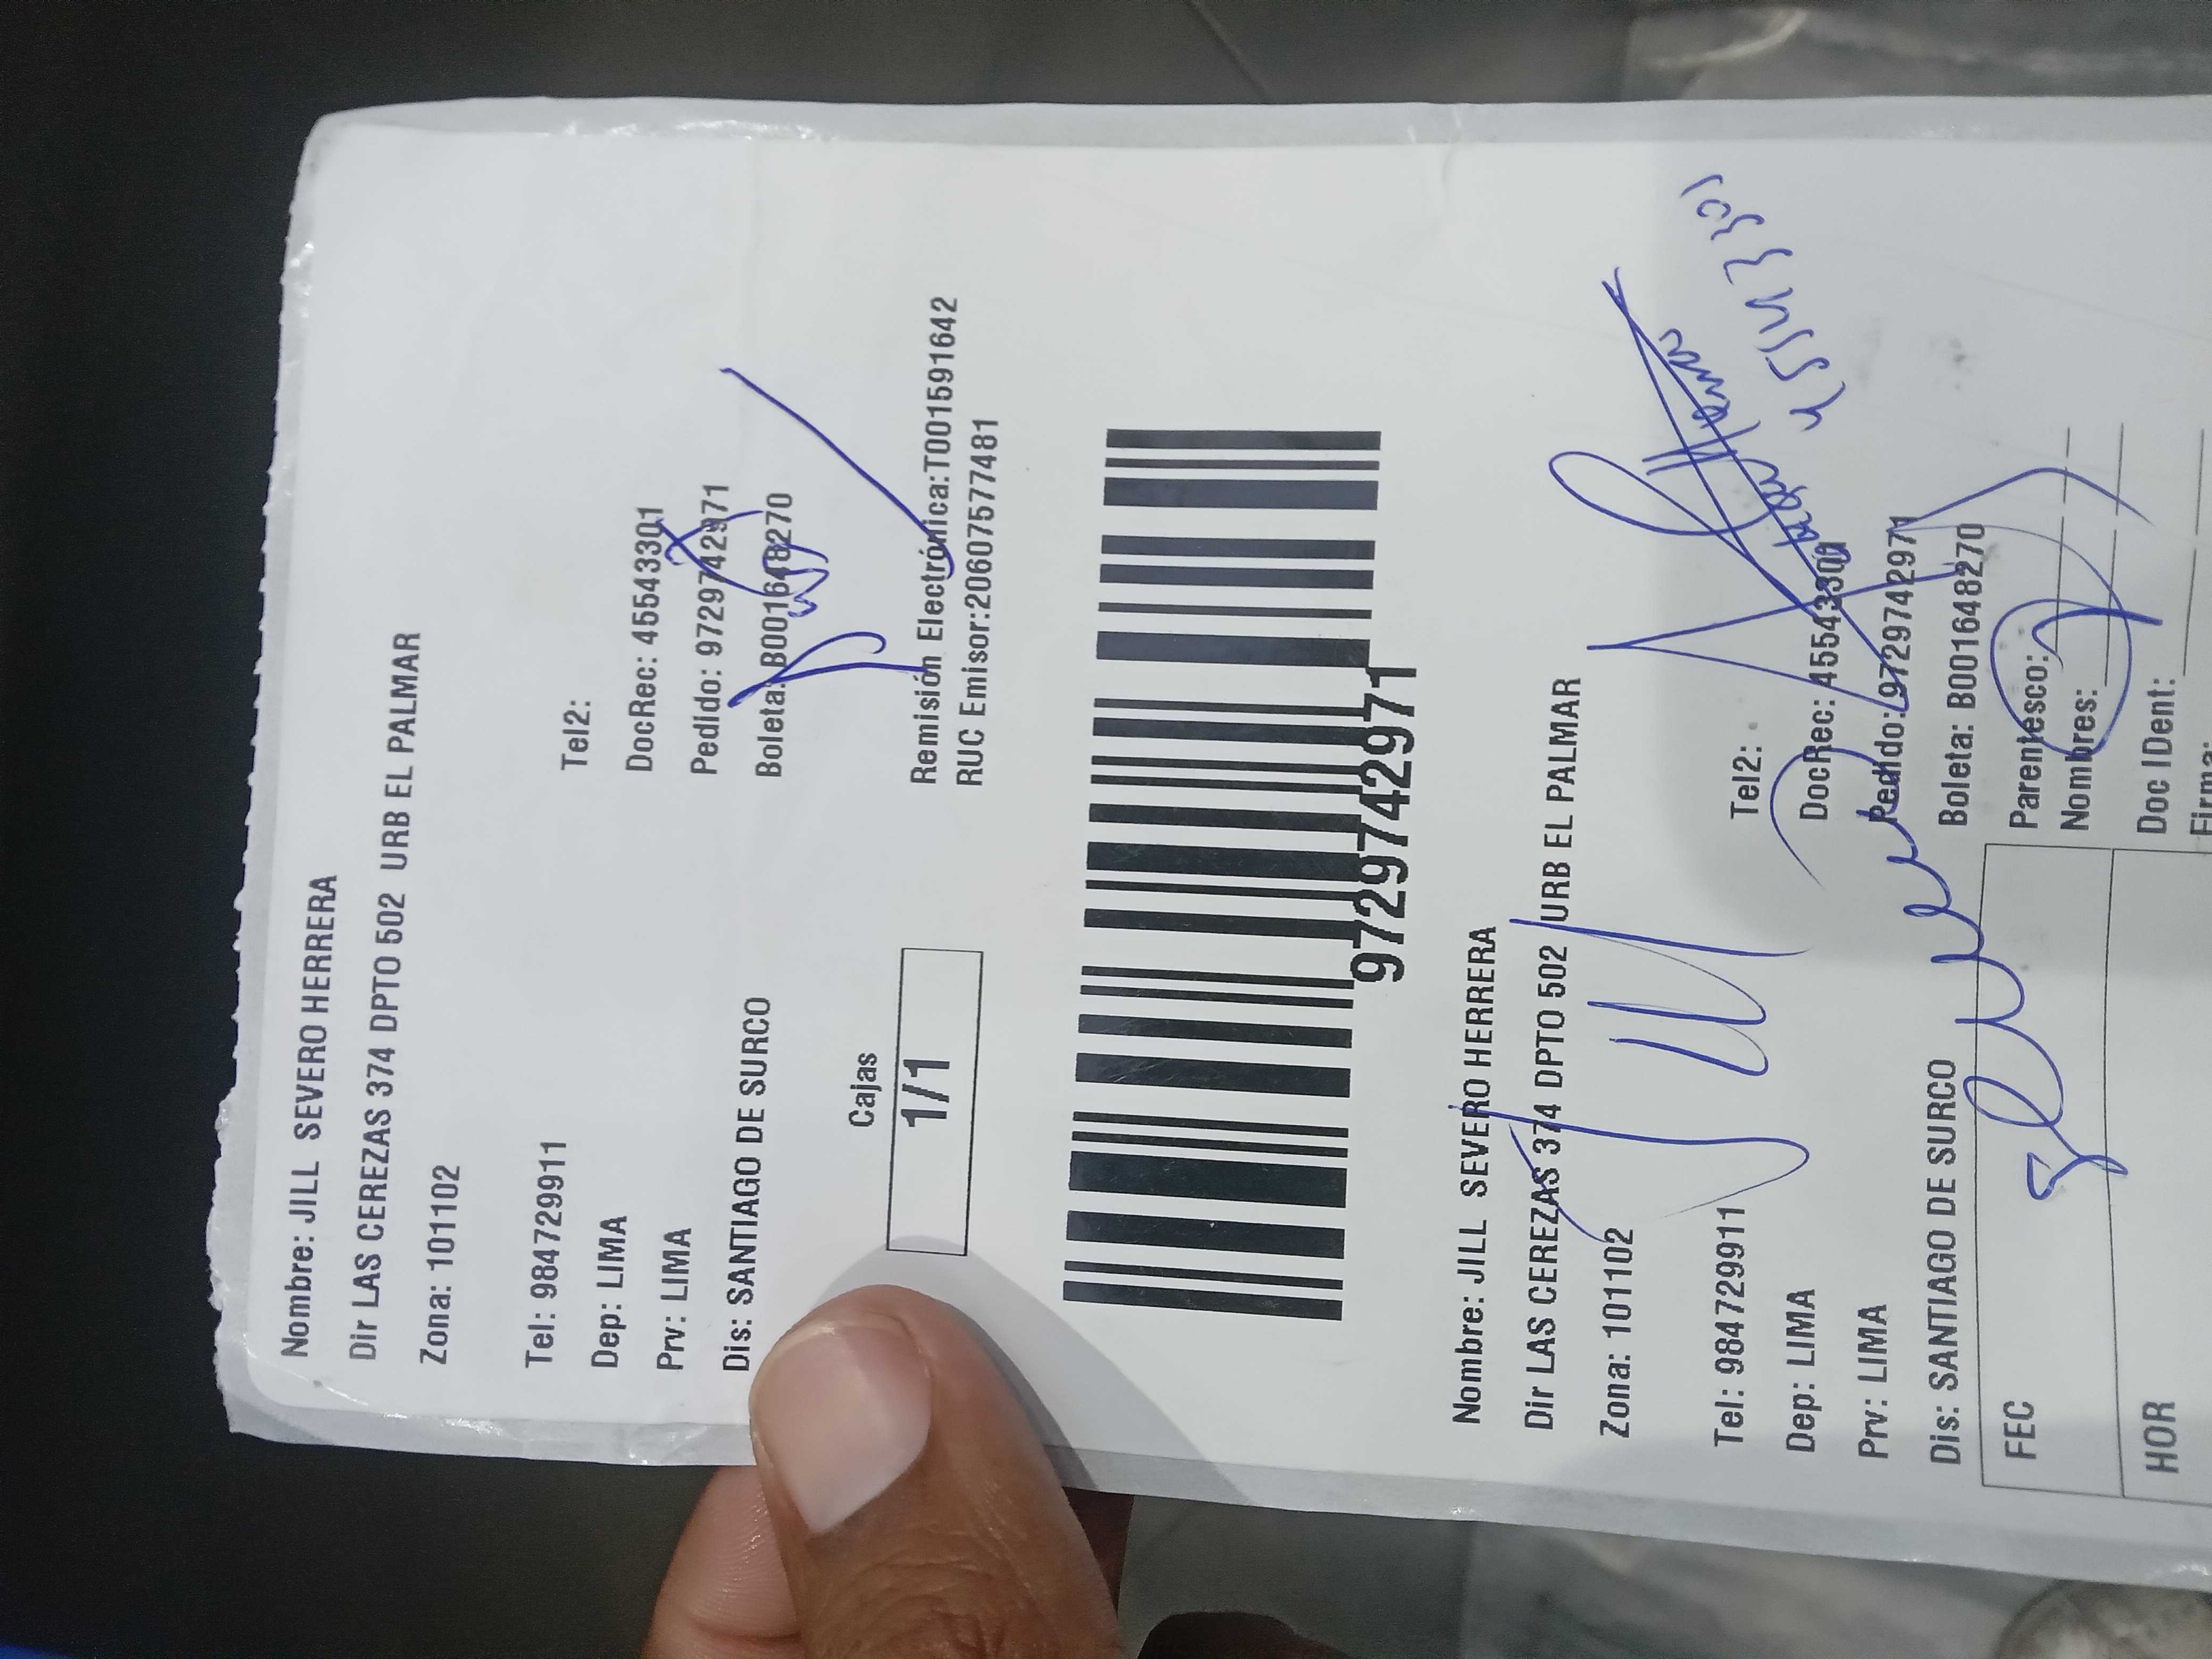 Nombre: JILL SEVERO HERRERA
Dir LAS CEREZAS 374 DPTO 502 URB EL PALMAR
Zona: 101102
Tel: 984729911
Tel2:
Dep: LIMA
DocRec: 45543301
Prv: LIMA
Pedido: 9729742971
Dis: SANTIAGO DE SURCO
Boleta: B001648270
Cajas
1/1
Remisión Electrónica:T001591642
RUC Emisor:20607577481
9729742971
Nombre: JILL SEVERO HERRERA
Dir LAS CEREZAS 374 DPTO 502 URB EL PALMAR
Zona: 101102
Jill
45543301
Tel: 984729911
Tel2:
Dep: LIMA
DocRec: 45543301
Prv: LIMA
Pedido: 9729742971
Dis: SANTIAGO DE SURCO
Boleta: B001648270
FEC
Parentesco:
Nombres:
HOR
Doc IDent:
Firma: